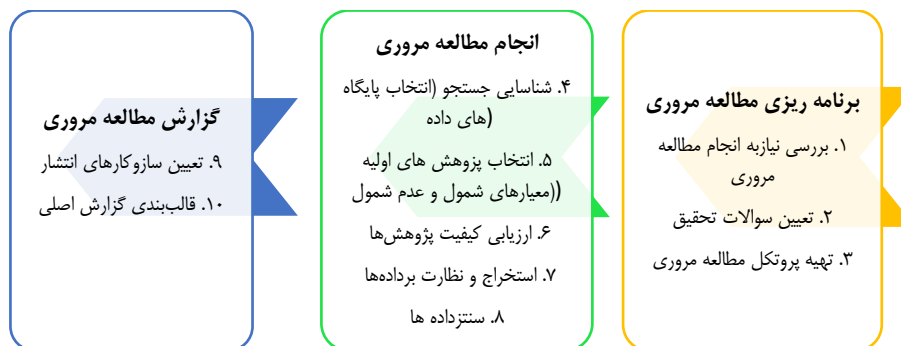 برنامه ریزی مطالعه مروری
۱. بررسی نیازبه انجام مطالعه
مروری
۲. تعیین سوالات تحقیق
۳. تهیه پروتکل مطالعه مروری
انجام مطالعه مروری
۴. شناسایی جستجو (انتخاب پایگاه
(های داده
۵. انتخاب پزوهش های اولیه
((معیارهای شمول و عدم شمول
۶. ارزیابی کیفیت پژوهش‌ها
۷. استخراج و نظارت برداده‌ها
۸. سنتزداده ها
گزارش مطالعه مروری
۹. تعیین سازوکارهای انتشار
۱۰. قالب‌بندی گزارش اصلی